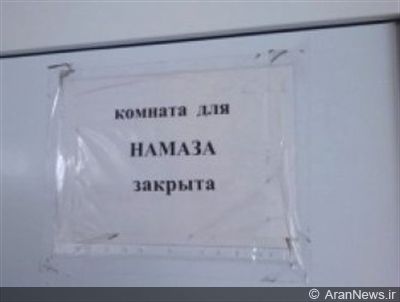 комната для
НАМАЗА
закрыта
© AranNews.ir